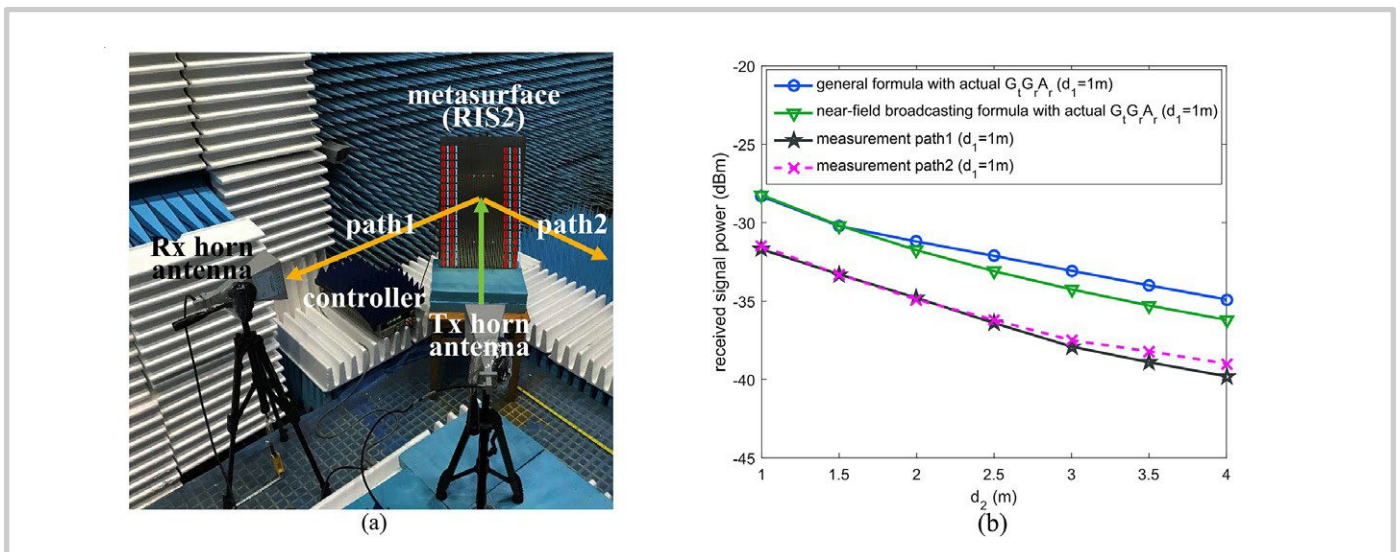 metasurface
(RIS2)
path1
path2
Rx horn
antenna
controller
Tx horn
antenna
(a)
-20
-25
-30
-35
-40
-45
received signal power (dBm)
general formula with actual GtGrAr (d1=1m)
near-field broadcasting formula with actual GtGrAr (d1=1m)
measurement path1 (d1=1m)
measurement path2 (d1=1m)
1 1.5 2 2.5 3 3.5 4
d2 (m)
(b)